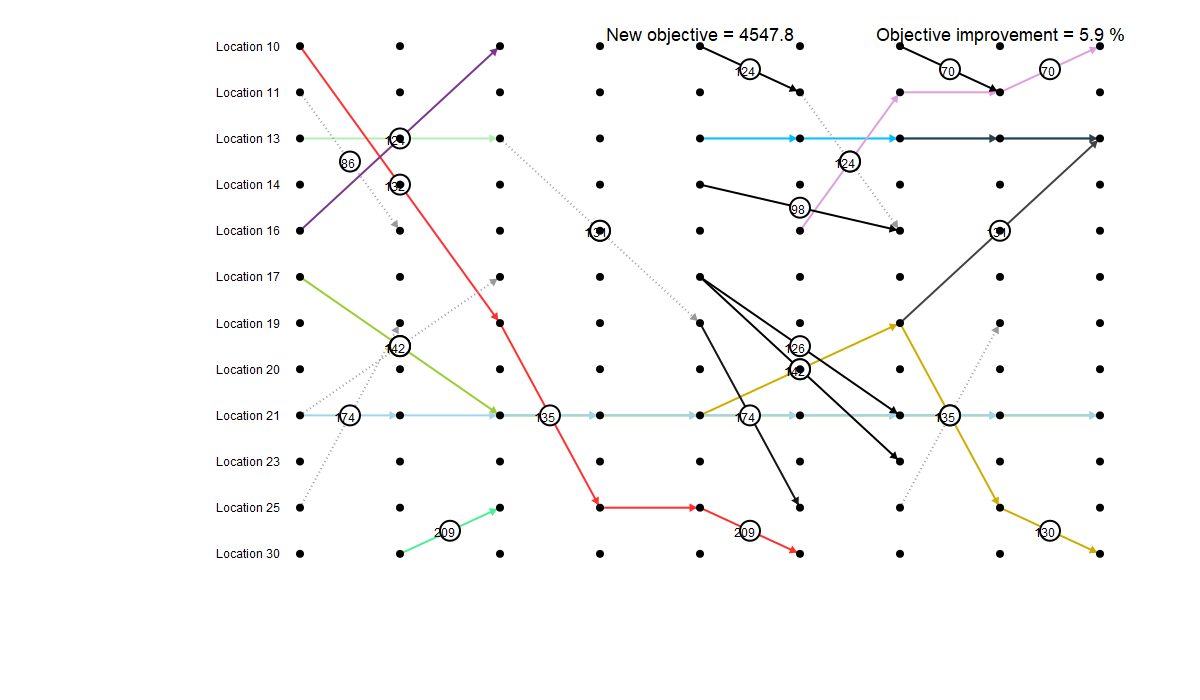 New objective = 4547.8 Objective improvement = 5.9 %
Location 10
124 70 70
Location 11
Location 13
124
86 124
Location 14
132
98
Location 16
131 131
Location 17
Location 19
142 126
Location 20
142
Location 21
174 135 174 135
Location 23
Location 25
209 209 130
Location 30